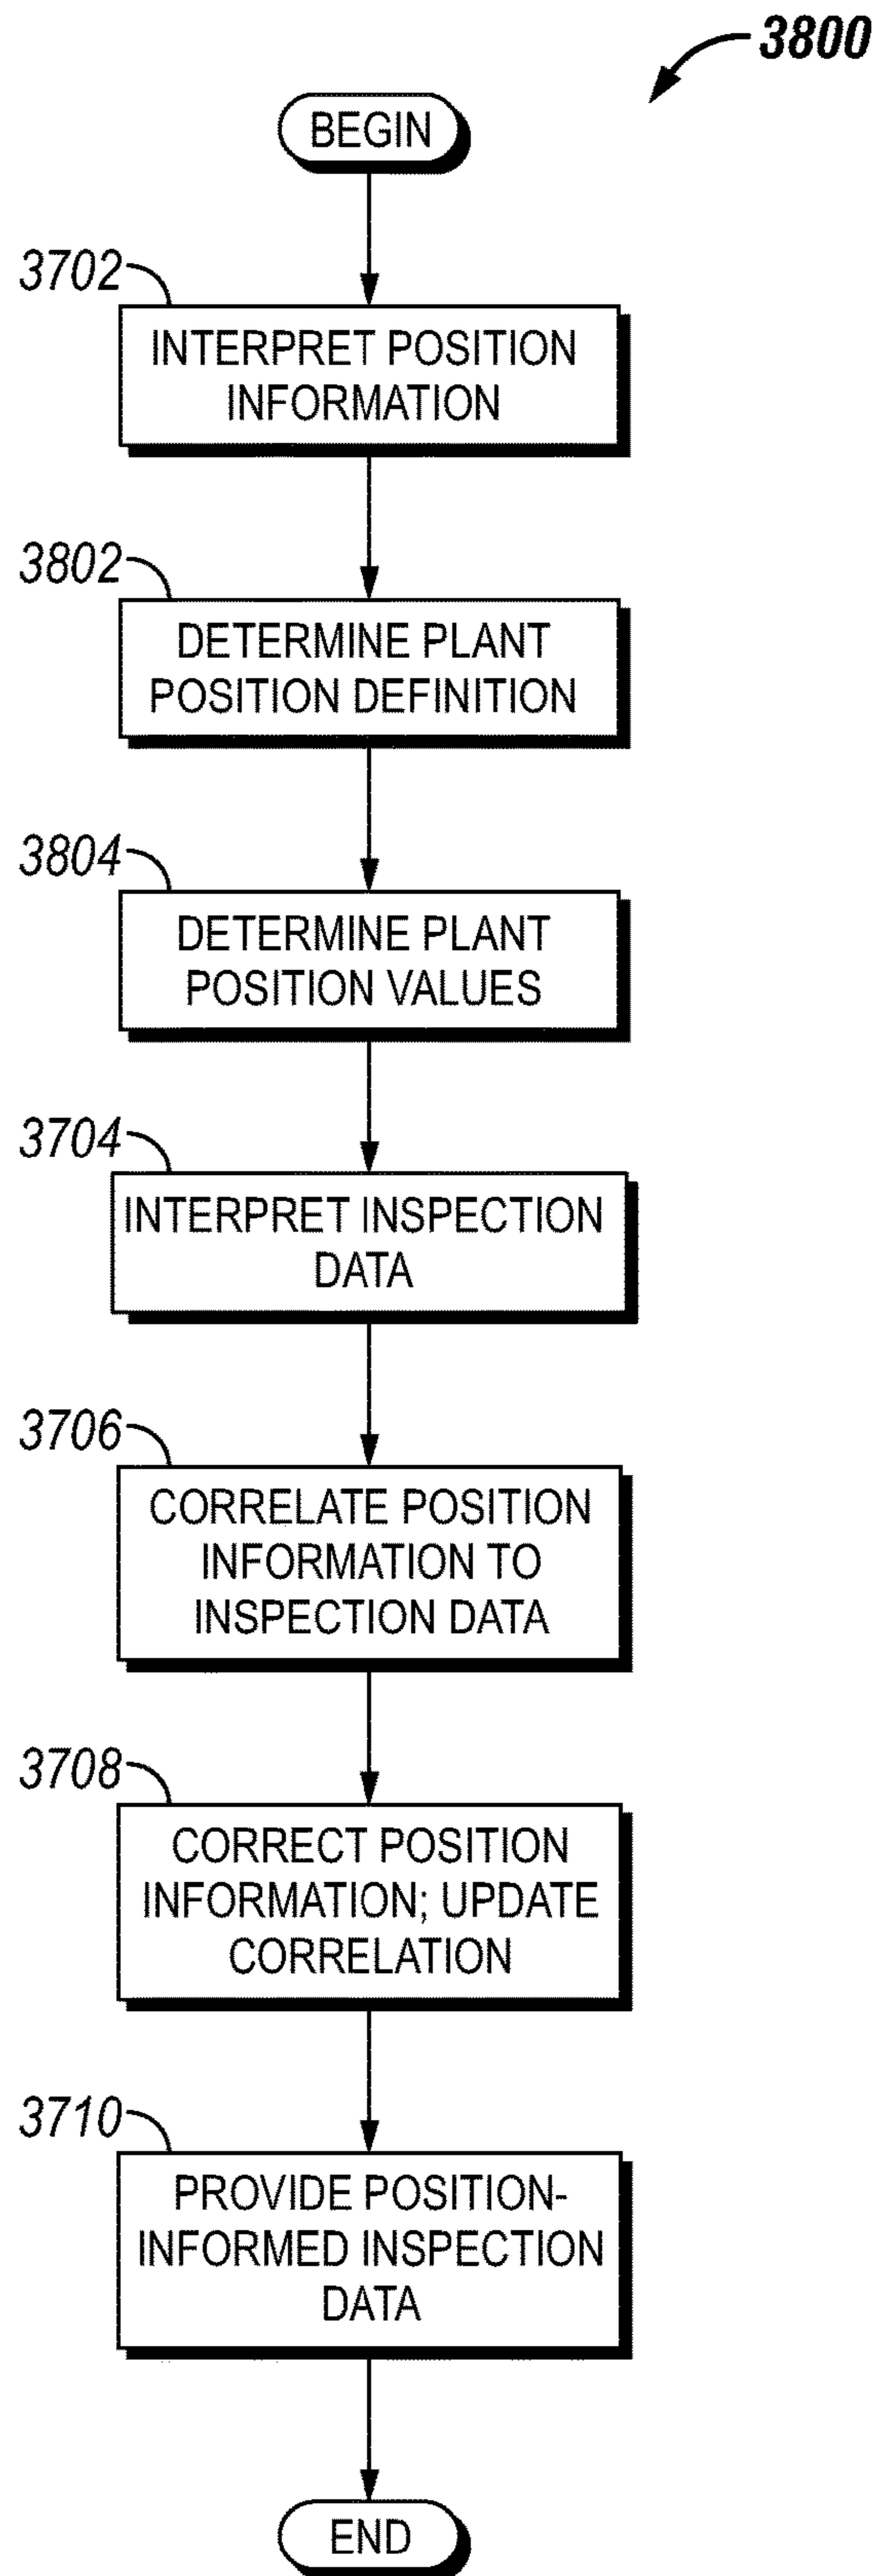 3800
BEGIN
3702
INTERPRET POSITION
INFORMATION
3802
DETERMINE PLANT
POSITION DEFINITION
3804
DETERMINE PLANT
POSITION VALUES
3704
INTERPRET INSPECTION
DATA
3706
CORRELATE POSITION
INFORMATION TO
INSPECTION DATA
3708
CORRECT POSITION
INFORMATION; UPDATE
CORRELATION
3710
PROVIDE POSITION-
INFORMED INSPECTION
DATA
END